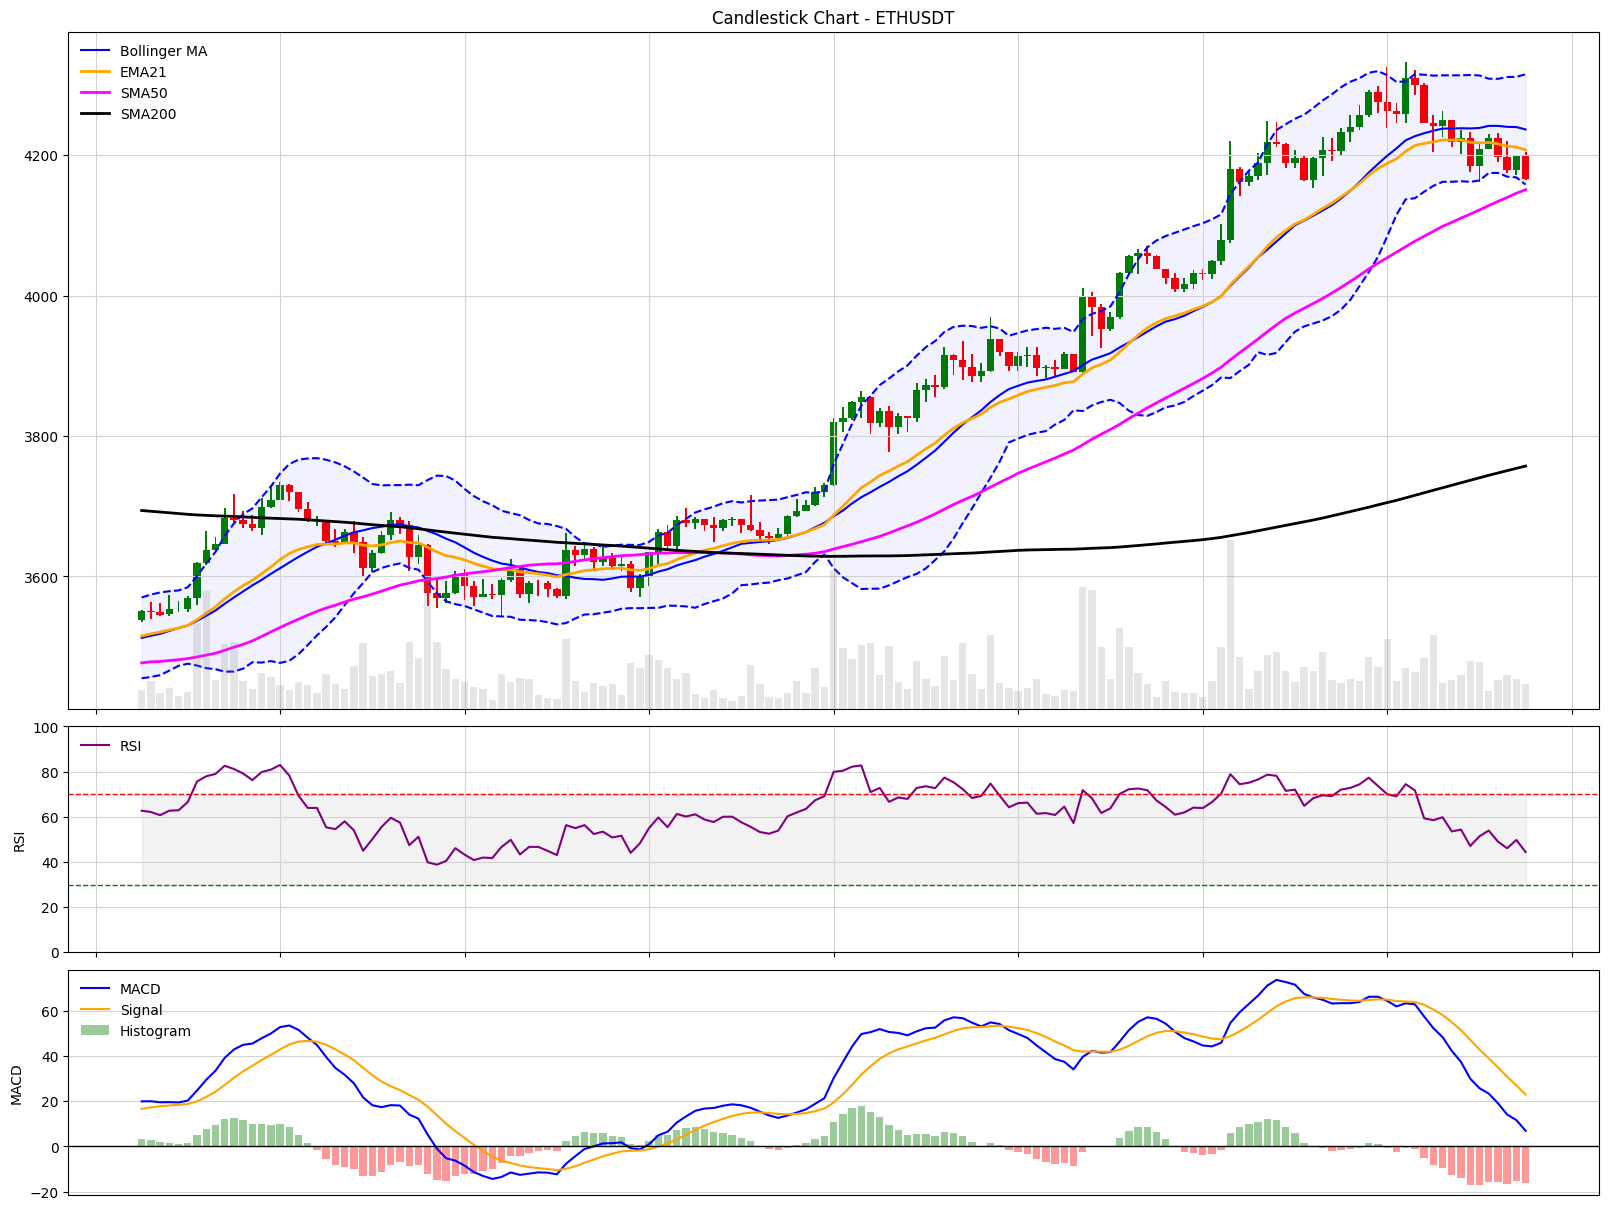 Candlestick Chart - ETHUSDT
Bollinger MA
EMA21
SMA50
SMA200
4200
4000
3800
3600
RSI
100
80
60
40
20
0
RSI
MACD
Signal
Histogram
60
40
20
0
−20
MACD